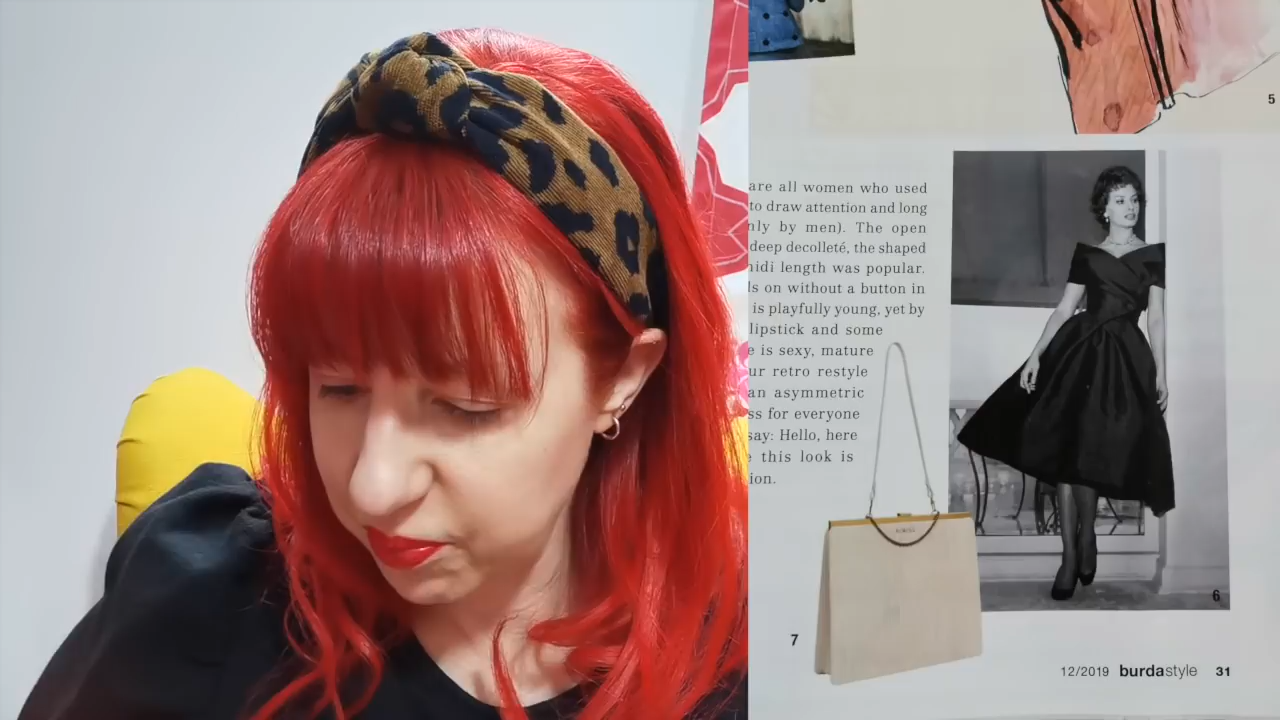 5
are all women who used
to draw attention and long
nly by men). The open
deep decolleté, the shaped
nidi length was popular.
ls on without a button in
is playfully young, yet by
lipstick and some
e is sexy, mature
ur retro restyle
an asymmetric
ss for everyone
say: Hello, here
e this look is
ion.
6
7
12/2019 burdastyle 31